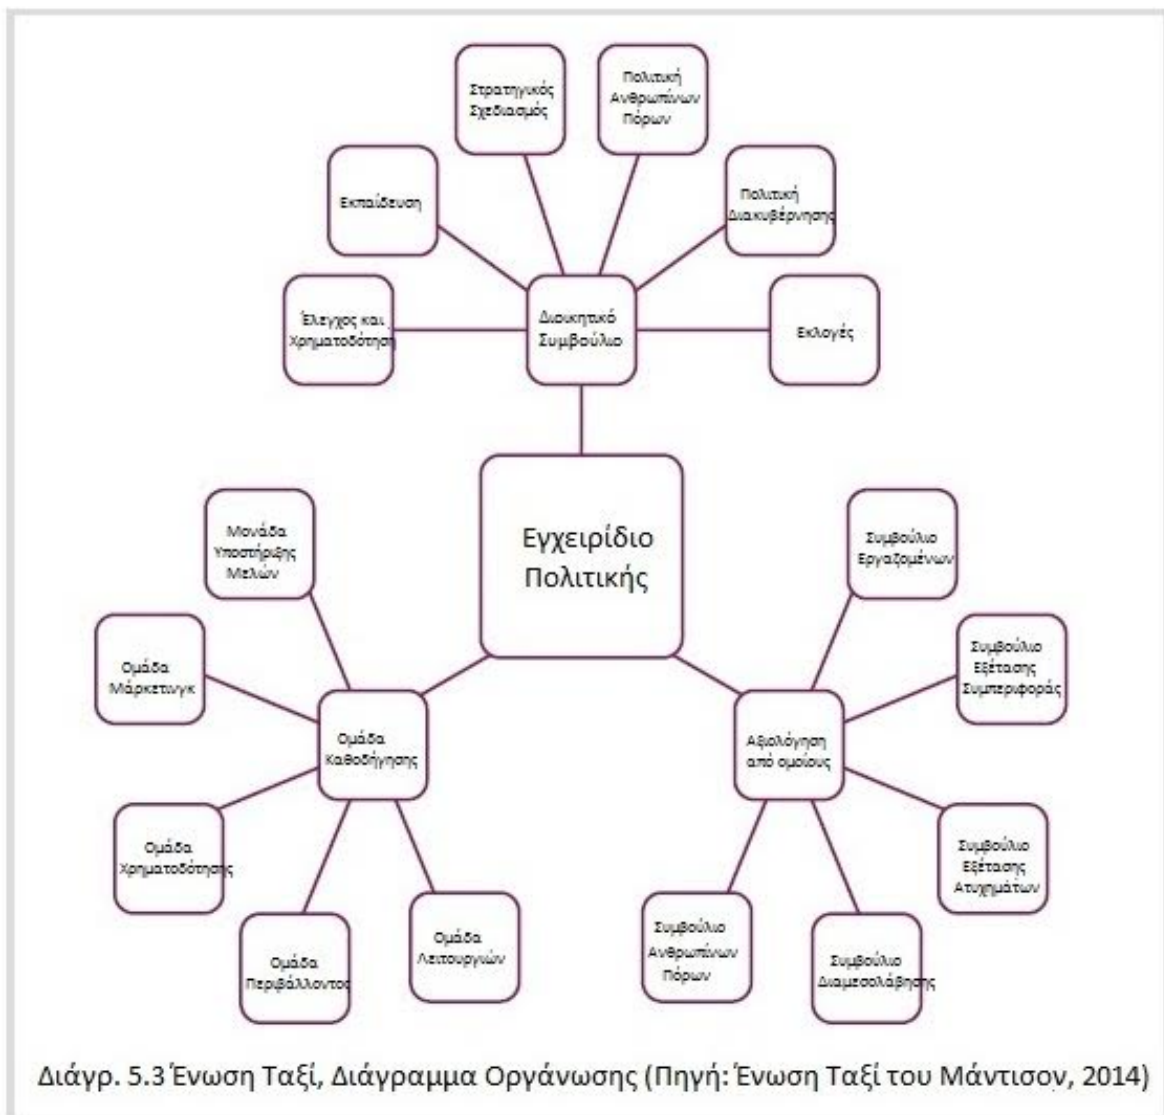 Στρατηγικός
Σχεδιασμός
Πολιτική
Ανθρωπίνων
Πόρων
Εκπαίδευση
Πολιτική
Διακυβέρνησης
Έλεγχος και
Χρηματοδότηση
Διοικητικό
Συμβούλιο
Εκλογές
Εγχειρίδιο
Πολιτικής
Μονάδα
Υποστήριξης
Μελών
Συμβούλιο
Εργαζομένων
Ομάδα
Μάρκετινγκ
Συμβούλιο
Εξέτασης
Συμπεριφοράς
Ομάδα
Καθοδήγησης
Αξιολόγηση
από ομοίους
Ομάδα
Χρηματοδότησης
Συμβούλιο
Εξέτασης
Ατυχημάτων
Ομάδα
Περιβάλλοντος
Ομάδα
Λειτουργιών
Συμβούλιο
Ανθρωπίνων
Πόρων
Συμβούλιο
Διαμεσολάβησης
Διάγρ. 5.3 Ένωση Ταξί, Διάγραμμα Οργάνωσης (Πηγή: Ένωση Ταξί του Μάντισον, 2014)